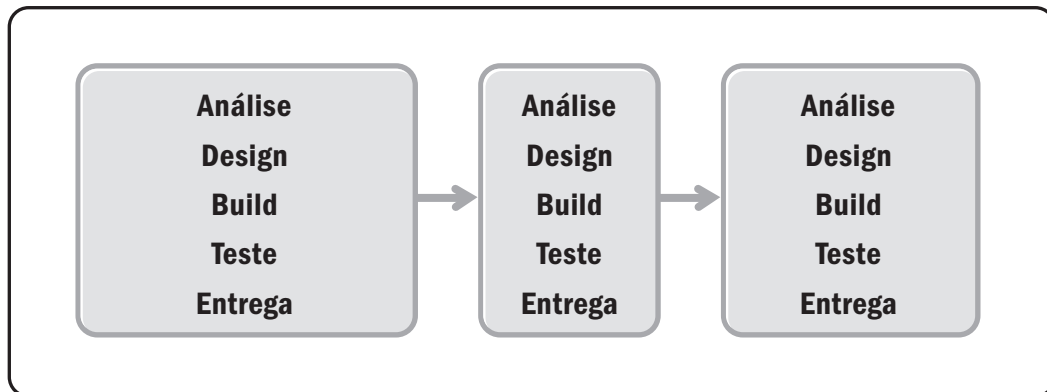 Análise
Design
Build
Teste
Entrega
Análise
Design
Build
Teste
Entrega
Análise
Design
Build
Teste
Entrega